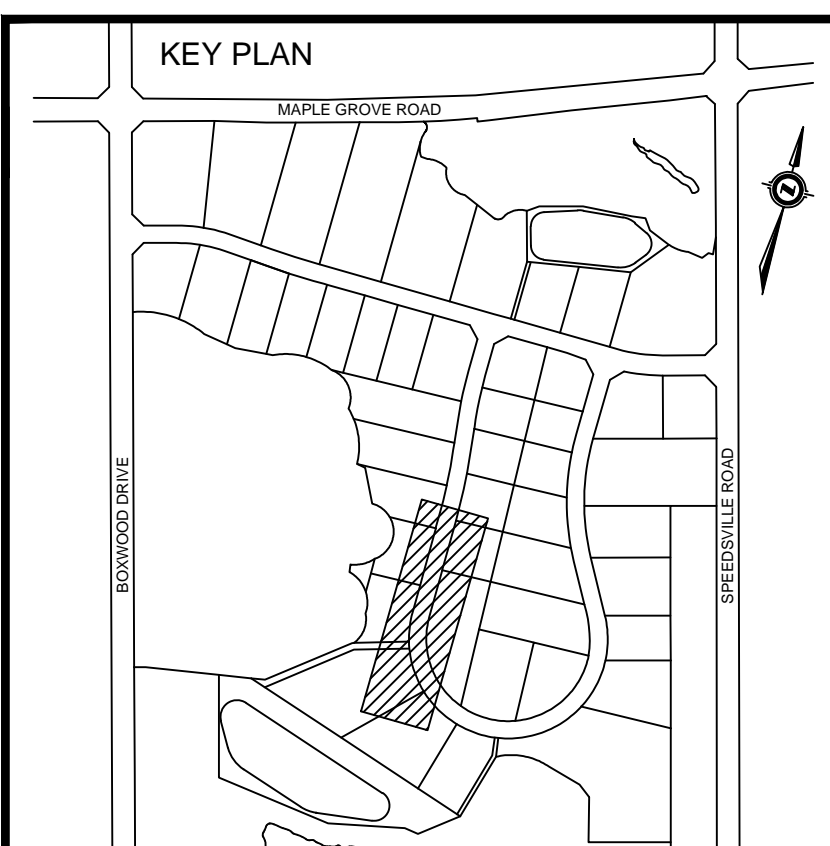 KEY PLAN
MAPLE GROVE ROAD
BOXWOOD DRIVE
SPEEDSVILLE ROAD
N